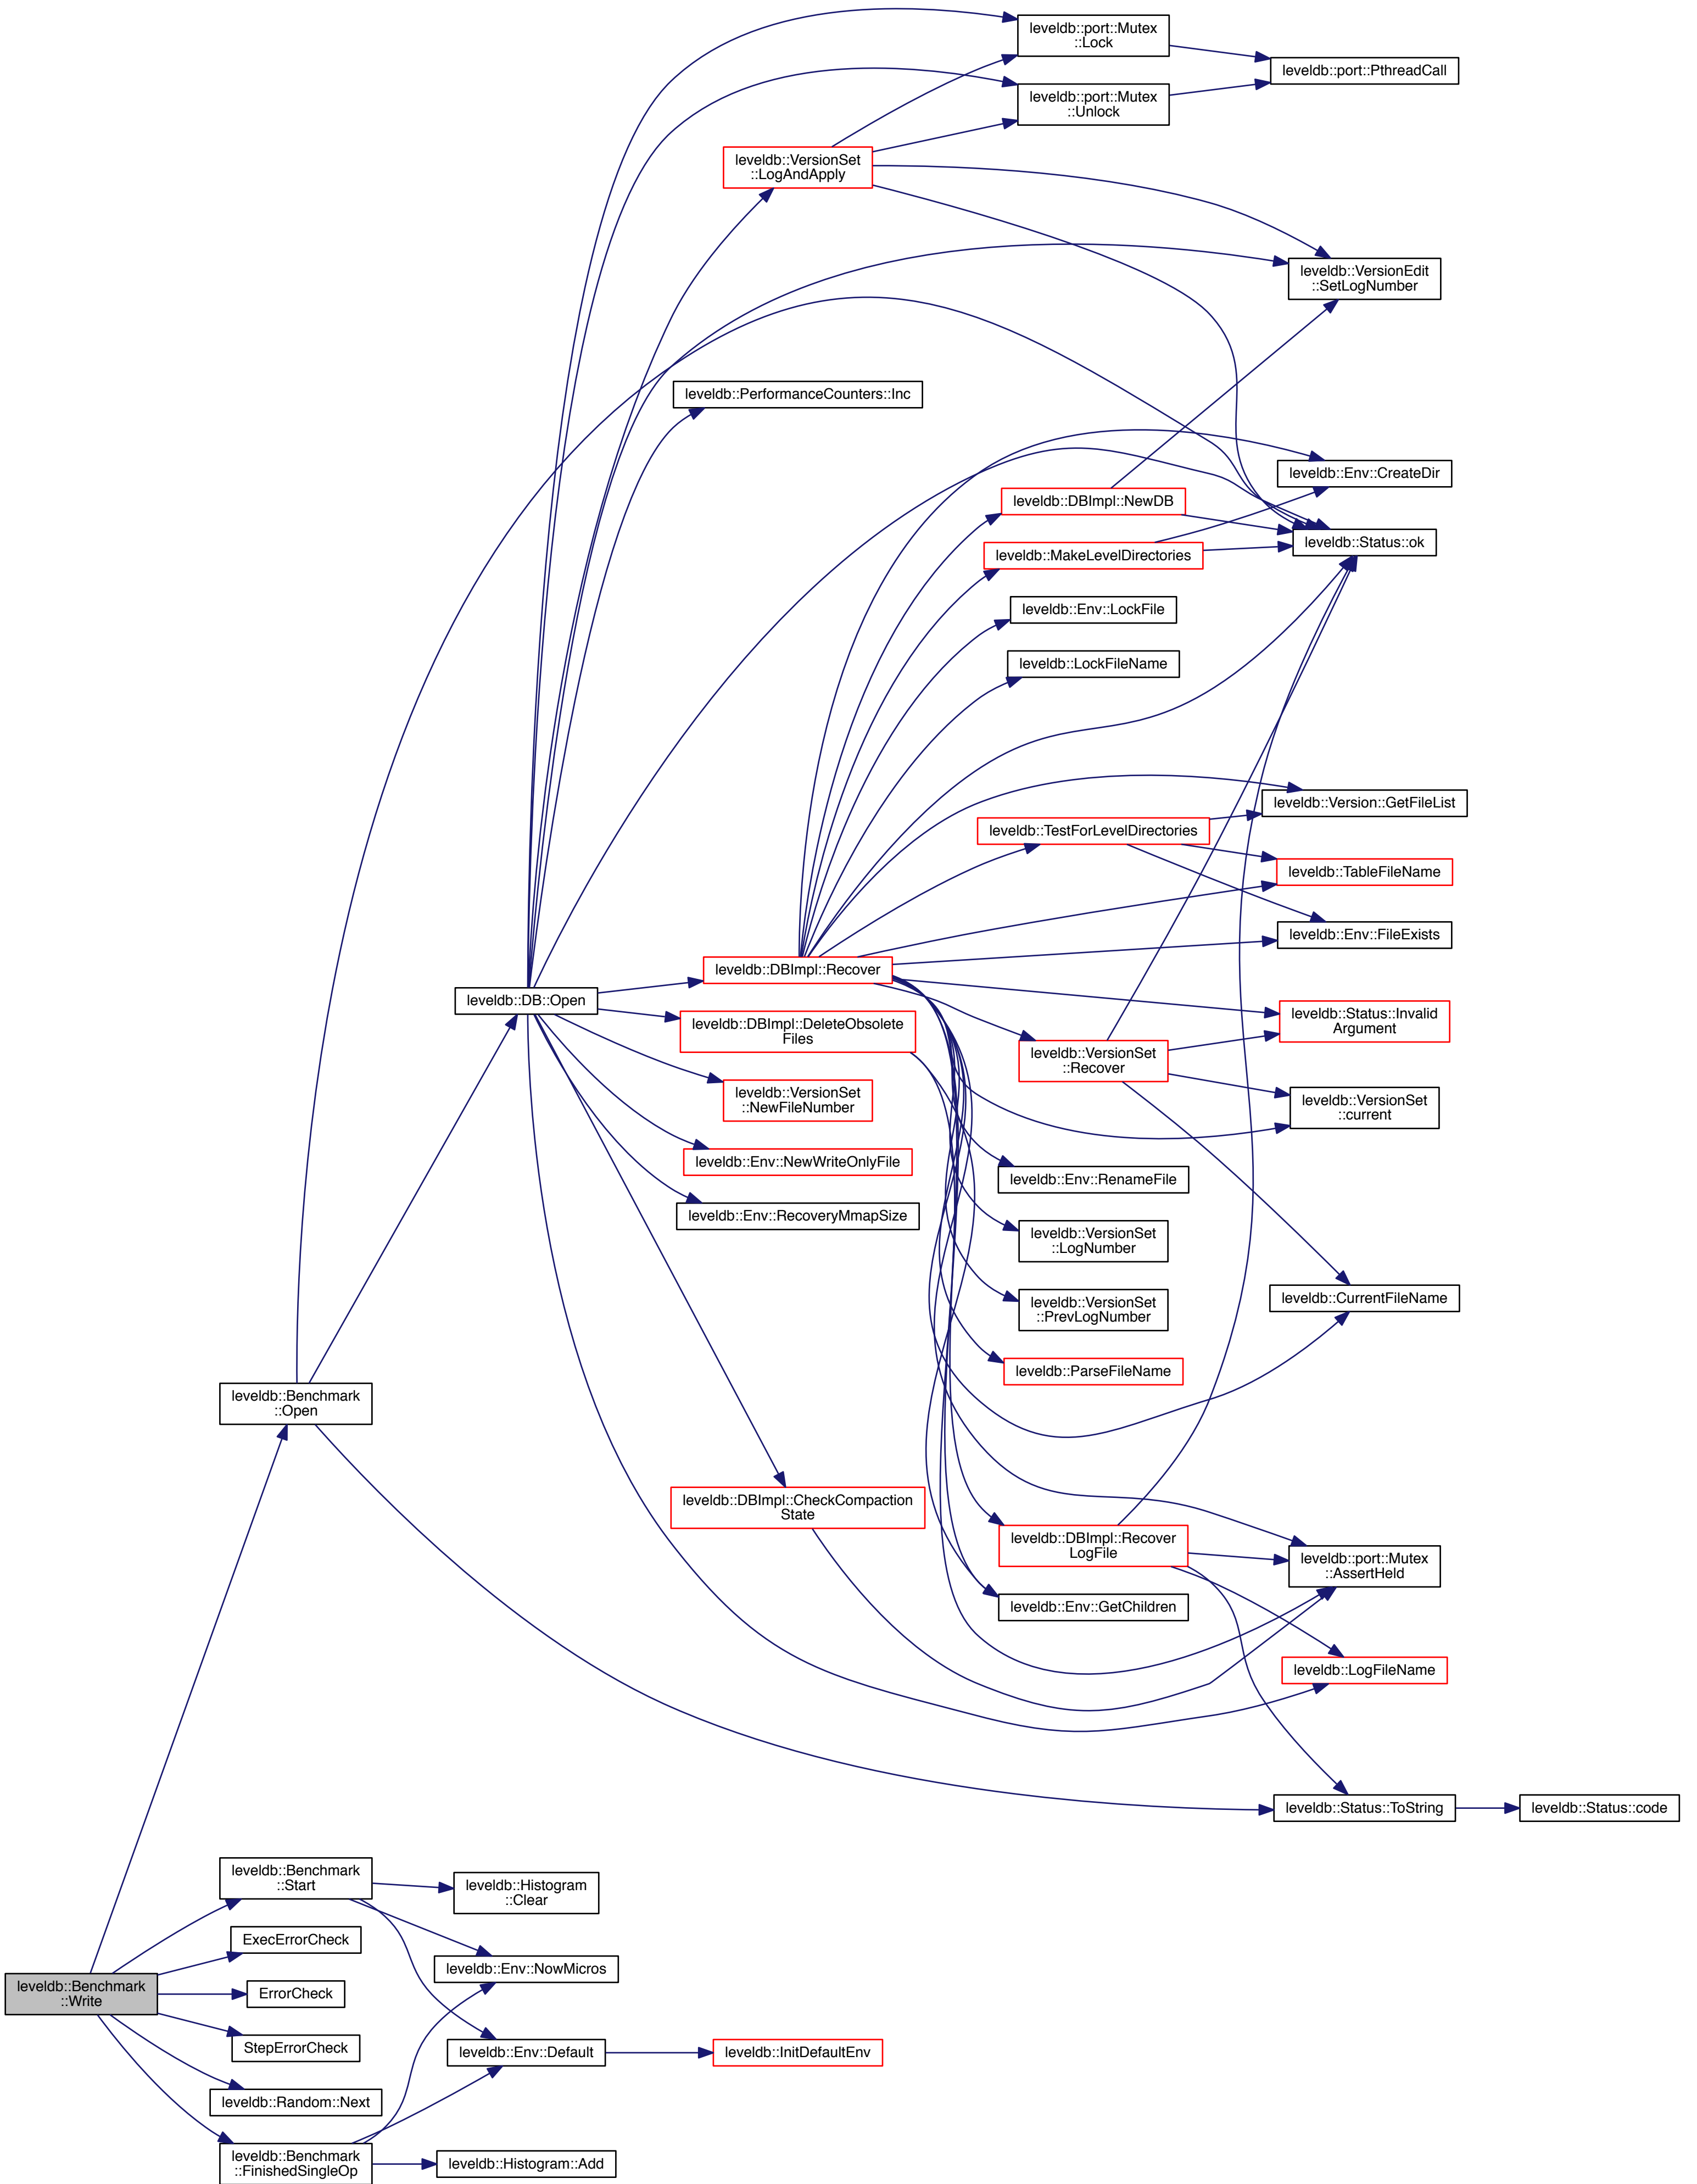 leveldb::port::Mutex
::Lock
leveldb::port::PthreadCall
leveldb::port::Mutex
::Unlock
leveldb::VersionSet
::LogAndApply
leveldb::VersionEdit
::SetLogNumber
leveldb::PerformanceCounters::Inc
leveldb::Env::CreateDir
leveldb::DBImpl::NewDB
leveldb::Status::ok
leveldb::MakeLevelDirectories
leveldb::Env::LockFile
leveldb::LockFileName
leveldb::Version::GetFileList
leveldb::TestForLevelDirectories
leveldb::TableFileName
leveldb::Env::FileExists
leveldb::DBImpl::Recover
leveldb::DB::Open
leveldb::Status::Invalid
Argument
leveldb::DBImpl::DeleteObsolete
Files
leveldb::VersionSet
::Recover
leveldb::VersionSet
::NewFileNumber
leveldb::VersionSet
::current
leveldb::Env::NewWriteOnlyFile
leveldb::Env::RenameFile
leveldb::Env::RecoveryMmapSize
leveldb::VersionSet
::LogNumber
leveldb::CurrentFileName
leveldb::VersionSet
::PrevLogNumber
leveldb::ParseFileName
leveldb::Benchmark
::Open
leveldb::DBImpl::CheckCompaction
State
leveldb::DBImpl::Recover
LogFile
leveldb::port::Mutex
::AssertHeld
leveldb::Env::GetChildren
leveldb::LogFileName
leveldb::Status::ToString
leveldb::Status::code
leveldb::Benchmark
::Start
leveldb::Histogram
::Clear
ExecErrorCheck
leveldb::Env::NowMicros
leveldb::Benchmark
::Write
ErrorCheck
StepErrorCheck
leveldb::Env::Default
leveldb::InitDefaultEnv
leveldb::Random::Next
leveldb::Benchmark
::FinishedSingleOp
leveldb::Histogram::Add